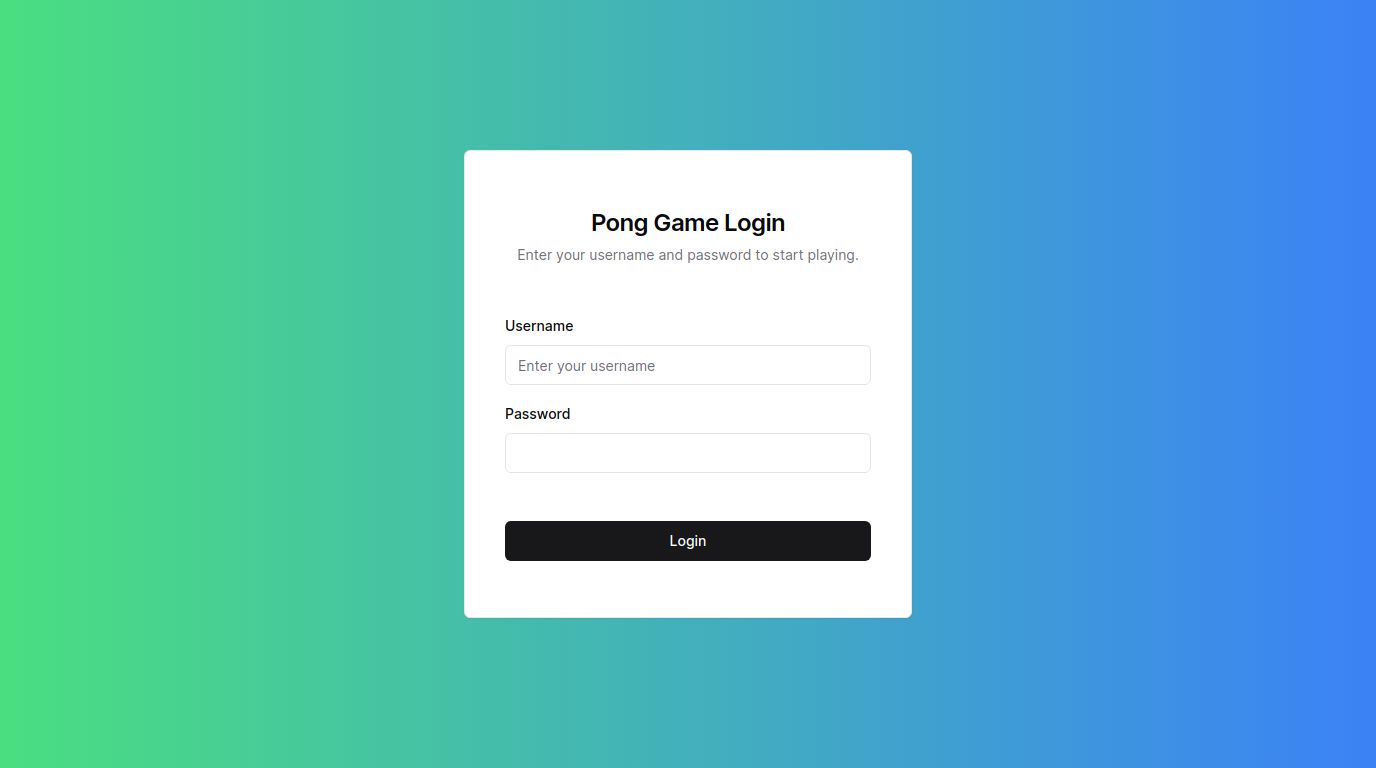 Pong Game Login
Enter your username and password to start playing.
Username
Enter your username
Password
Login